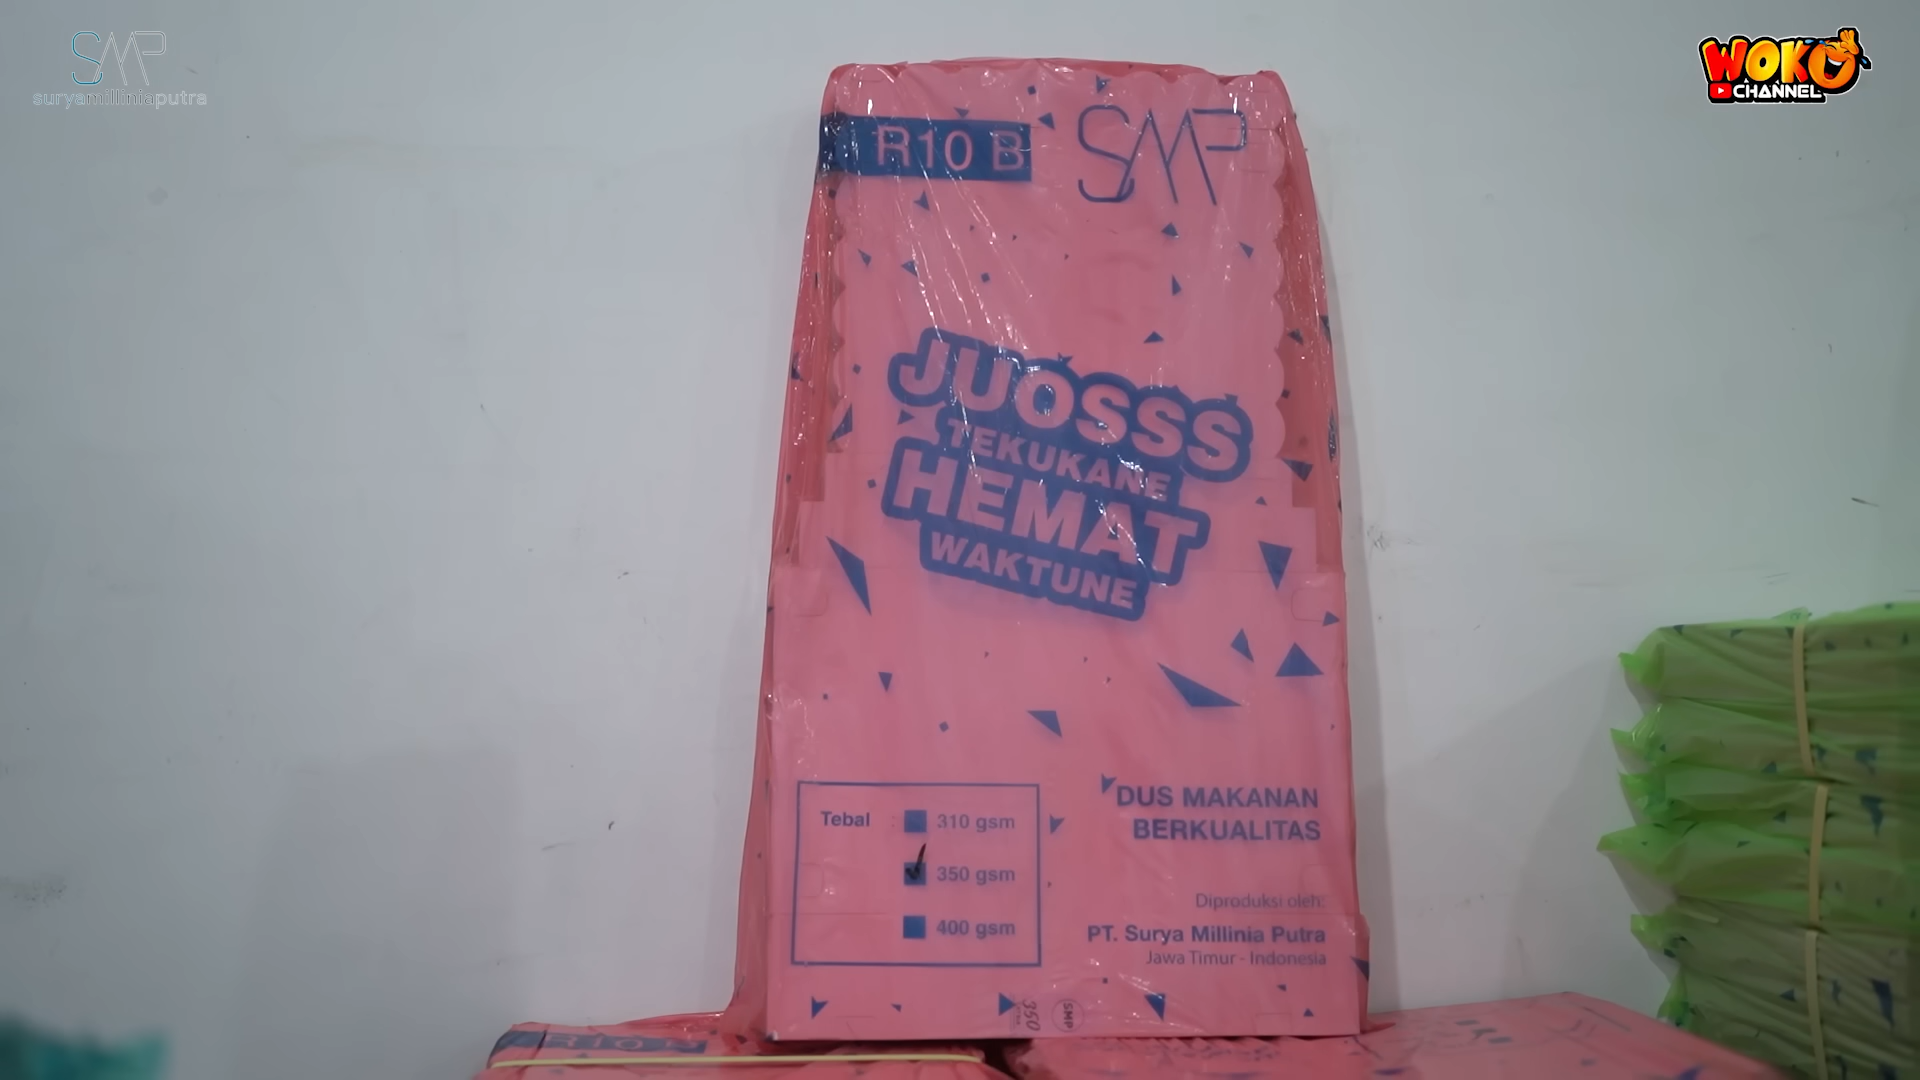 SMP
suryamilliniaputra
WOKO
CHANNEL
R10 B
SMP
JUOSSS
TEKUKANE
HEMAT
WAKTUNE
Tebal : 310 gsm
350 gsm
400 gsm
DUS MAKANAN
BERKUALITAS
Diproduksi oleh:
PT. Surya Millinia Putra
Jawa Timur - Indonesia
350
SMP
R10 B